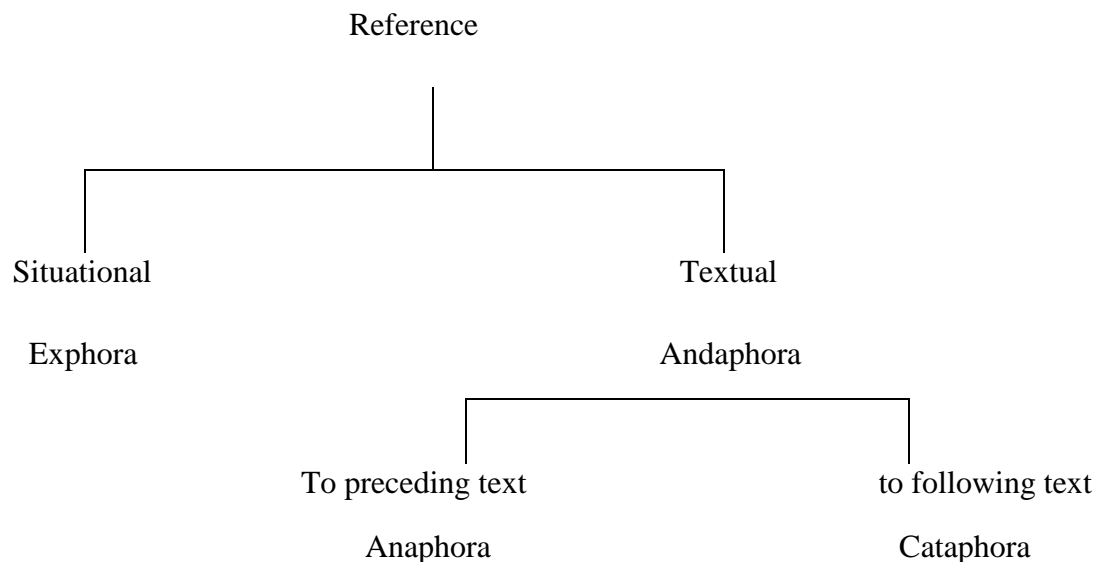 Reference
Situational Textual
Exphora Andaphora
To preceding text to following text
Anaphora Cataphora